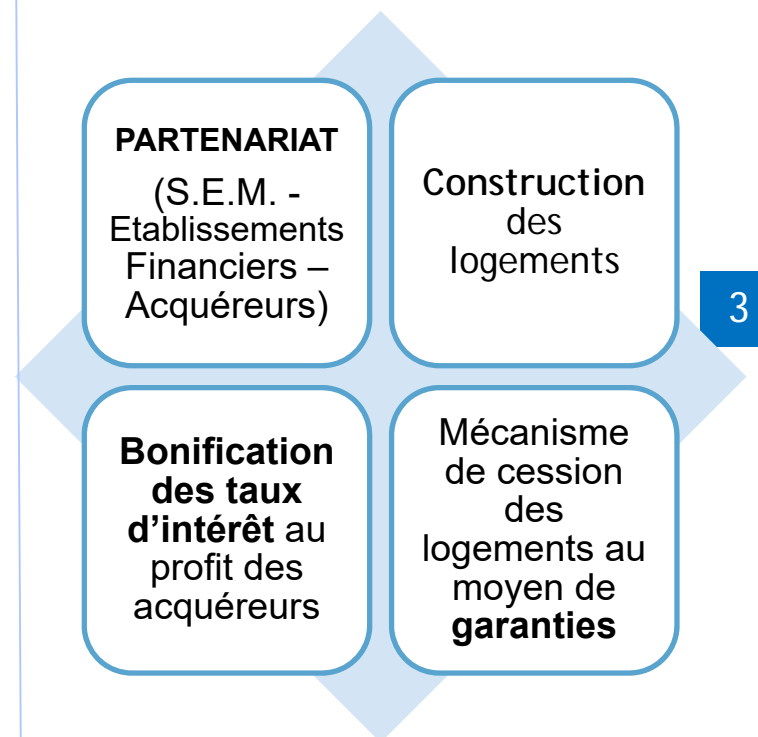 PARTENARIAT
(S.E.M. -
Etablissements
Financiers –
Acquéreurs)
Construction
des
logements
3
Bonification
des taux
d’intérêt au
profit des
acquéreurs
Mécanisme
de cession
des
logements au
moyen de
garanties